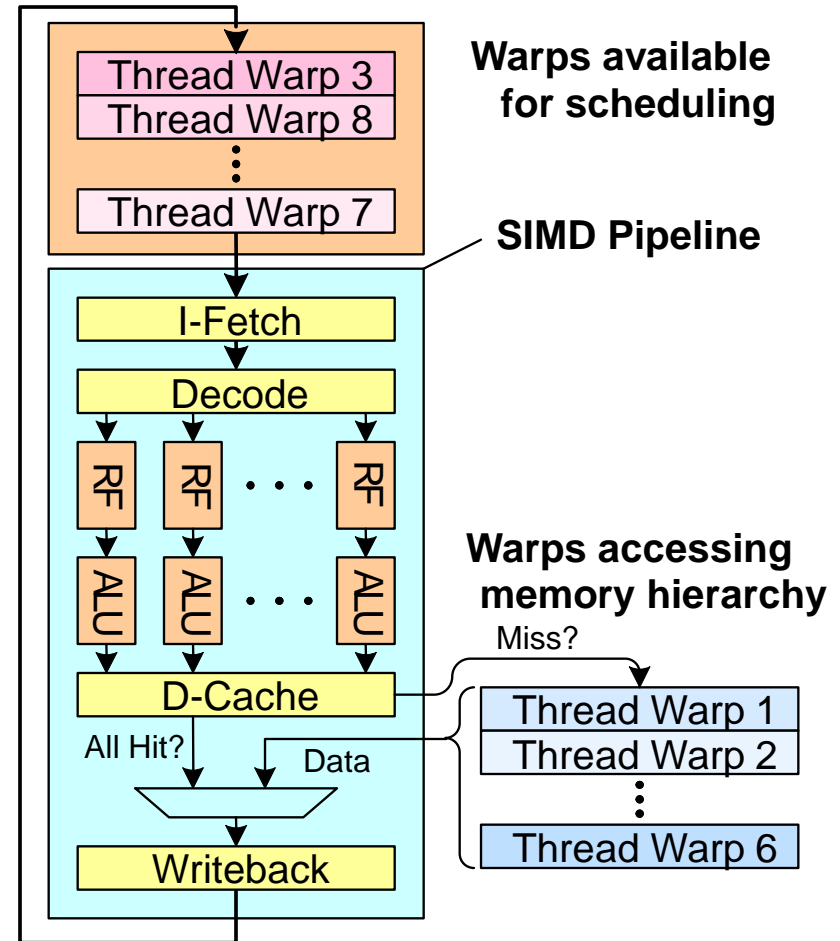 Thread Warp 3
Thread Warp 8
Thread Warp 7
Warps available
for scheduling
SIMD Pipeline
I-Fetch
Decode
RF RF RF
ALU ALU ALU
D-Cache
All Hit?
Data
Writeback
Warps accessing
memory hierarchy
Miss?
Thread Warp 1
Thread Warp 2
Thread Warp 6